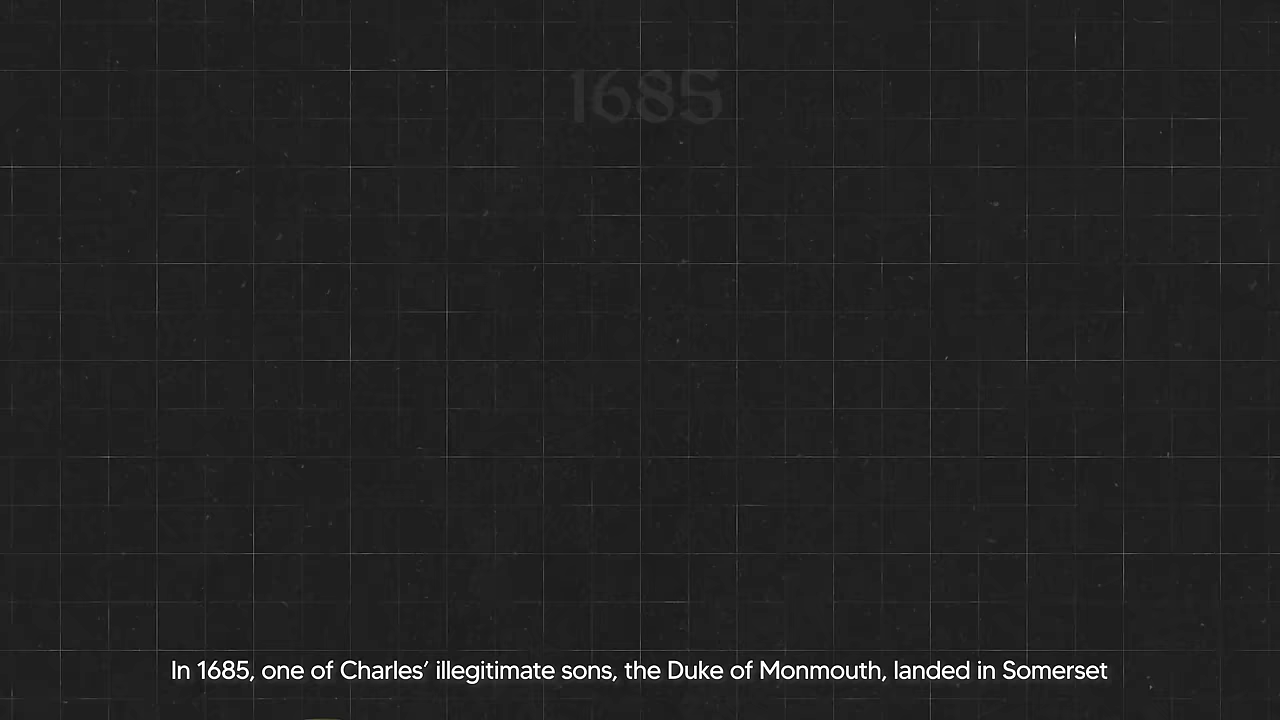 1685
In 1685, one of Charles’ illegitimate sons, the Duke of Monmouth, landed in Somerset